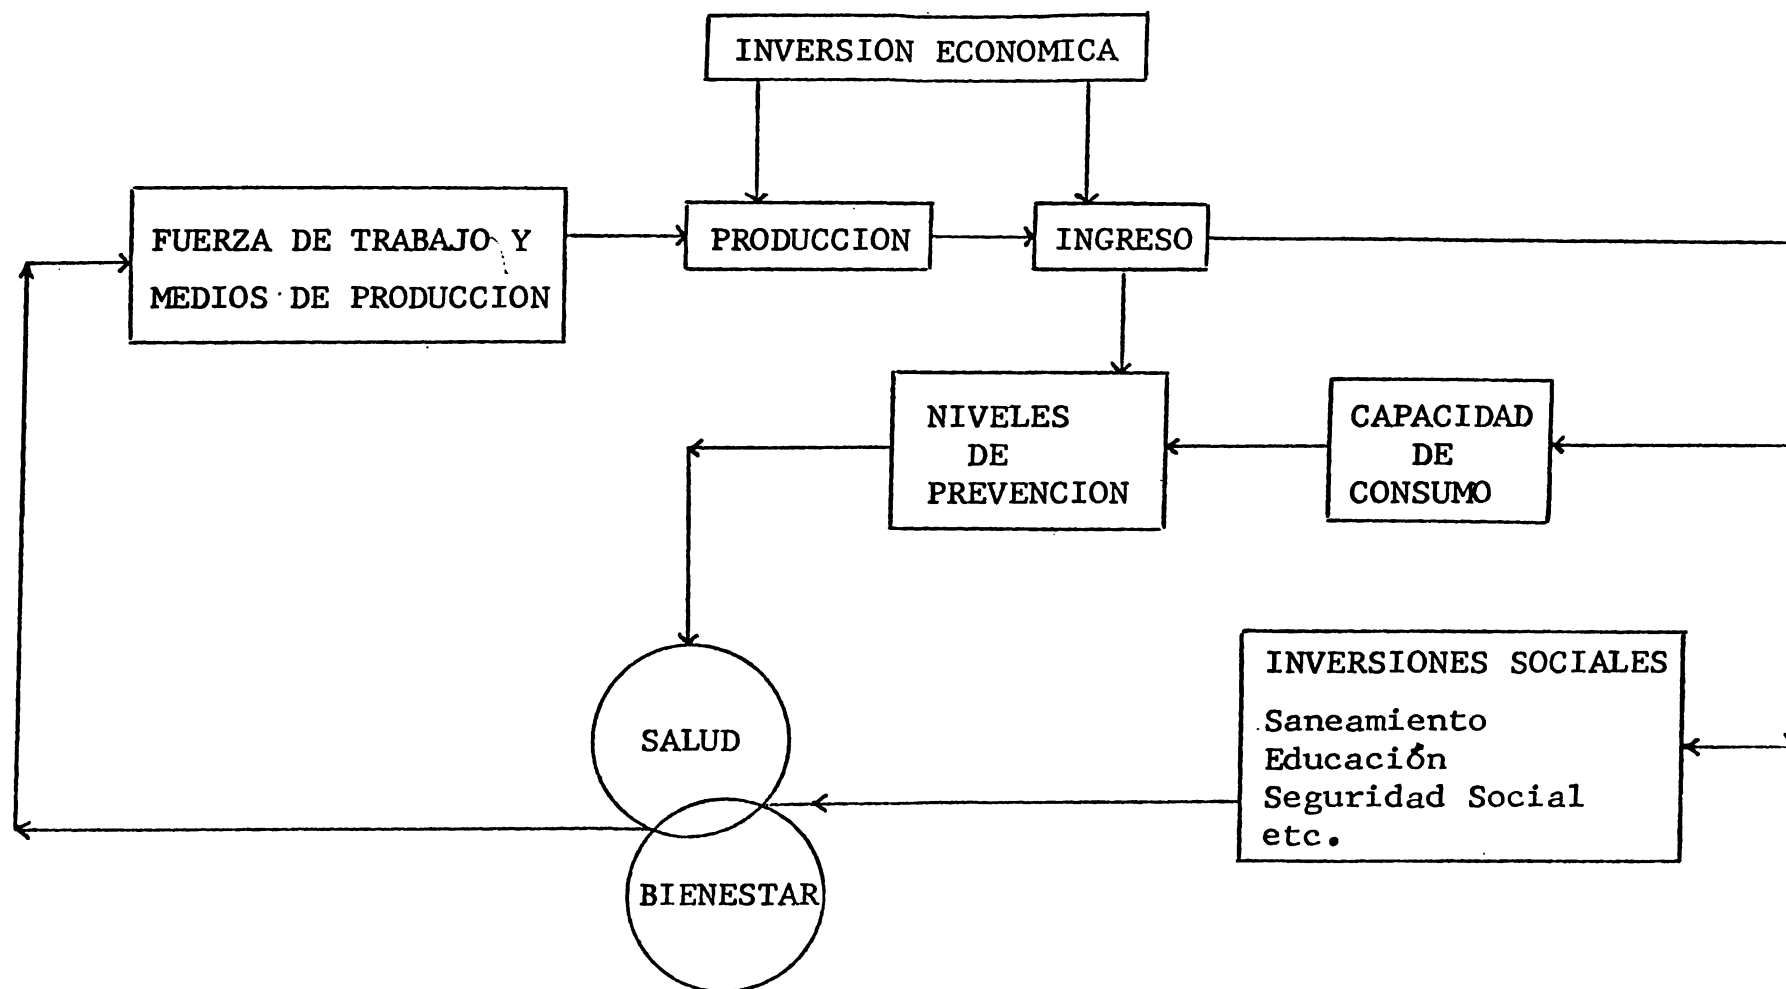 INVERSION ECONOMICA
FUERZA DE TRABAJO Y
MEDIOS DE PRODUCCION
PRODUCCION
INGRESO
NIVELES
DE
PREVENCION
CAPACIDAD
DE
CONSUMO
SALUD
BIENESTAR
INVERSIONES SOCIALES
Saneamiento
Educación
Seguridad Social
etc.